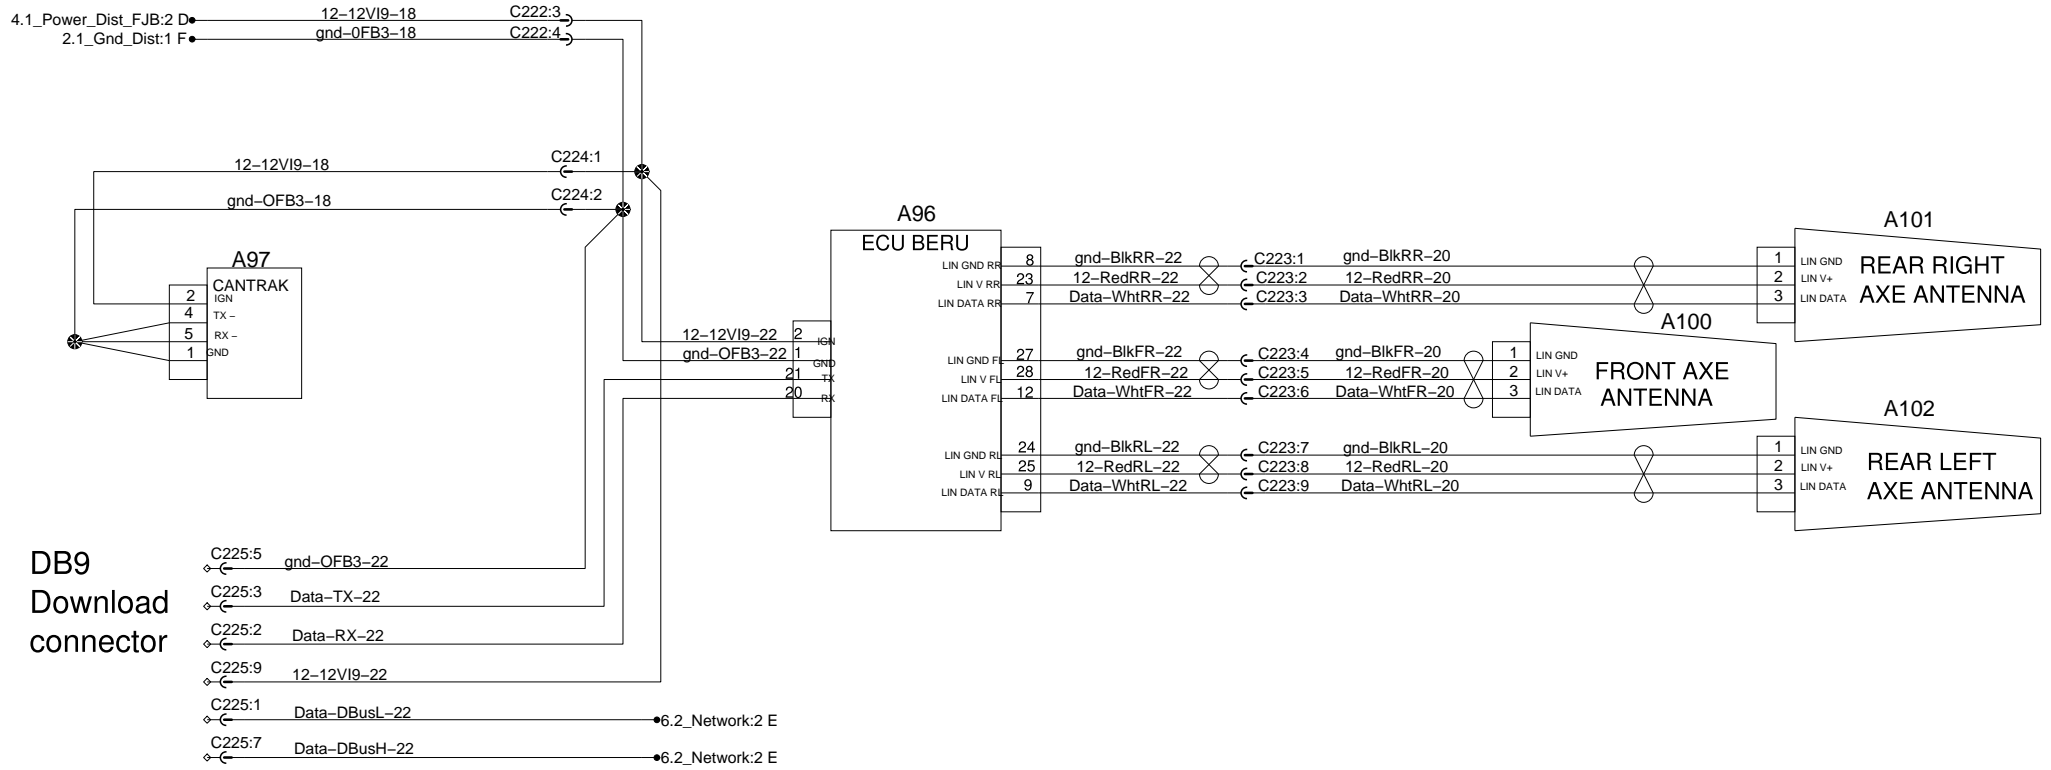 4.1_Power_Dist_FJB:2 D
12–12VI9–18
C222:3
2.1_Gnd_Dist:1 F
gnd–0FB3–18
C222:4
12–12VI9–18
C224:1
gnd–OFB3–18
C224:2
A97
CANTRAK
2 IGN
4 TX –
5 RX –
1 GND
A96
ECU BERU
12–12VI9–22 2 IGN
gnd–OFB3–22 1 GND
21 TX
20 RX
LIN GND RR 8 gnd–BlkRR–22 C223:1 gnd–BlkRR–20
LIN V RR 23 12–RedRR–22 C223:2 12–RedRR–20
LIN DATA RR 7 Data–WhtRR–22 C223:3 Data–WhtRR–20
A101
1 LIN GND
2 LIN V+
3 LIN DATA
REAR RIGHT
AXE ANTENNA
LIN GND FL 27 gnd–BlkFR–22 C223:4 gnd–BlkFR–20
LIN V FL 28 12–RedFR–22 C223:5 12–RedFR–20
LIN DATA FL 12 Data–WhtFR–22 C223:6 Data–WhtFR–20
A100
1 LIN GND
2 LIN V+
3 LIN DATA
FRONT AXE
ANTENNA
LIN GND RL 24 gnd–BlkRL–22 C223:7 gnd–BlkRL–20
LIN V RL 25 12–RedRL–22 C223:8 12–RedRL–20
LIN DATA RL 9 Data–WhtRL–22 C223:9 Data–WhtRL–20
A102
1 LIN GND
2 LIN V+
3 LIN DATA
REAR LEFT
AXE ANTENNA
DB9
Download
connector
C225:5 gnd–OFB3–22
C225:3 Data–TX–22
C225:2 Data–RX–22
C225:9 12–12VI9–22
C225:1 Data–DBusL–22 6.2_Network:2 E
C225:7 Data–DBusH–22 6.2_Network:2 E